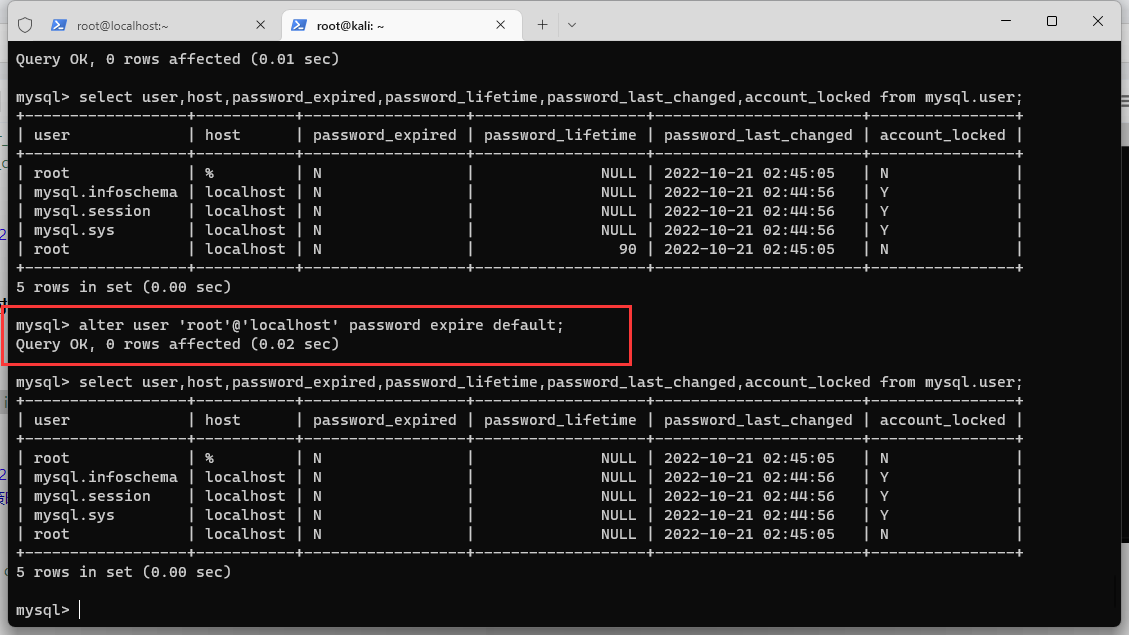 root@localhost:~
root@kali: ~
Query OK, 0 rows affected (0.01 sec)
mysql> select user,host,password_expired,password_lifetime,password_last_changed,account_locked from mysql.user;
+------------------+-----------+------------------+-------------------+-----------------------+----------------+
| user             | host      | password_expired | password_lifetime | password_last_changed | account_locked |
+------------------+-----------+------------------+-------------------+-----------------------+----------------+
| root             | %         | N                |              NULL | 2022-10-21 02:45:05   | N              |
| mysql.infoschema | localhost | N                |              NULL | 2022-10-21 02:44:56   | Y              |
| mysql.session    | localhost | N                |              NULL | 2022-10-21 02:44:56   | Y              |
| mysql.sys        | localhost | N                |              NULL | 2022-10-21 02:44:56   | Y              |
| root             | localhost | N                |                90 | 2022-10-21 02:45:05   | N              |
+------------------+-----------+------------------+-------------------+-----------------------+----------------+
5 rows in set (0.00 sec)
mysql> alter user 'root'@'localhost' password expire default;
Query OK, 0 rows affected (0.02 sec)
mysql> select user,host,password_expired,password_lifetime,password_last_changed,account_locked from mysql.user;
+------------------+-----------+------------------+-------------------+-----------------------+----------------+
| user             | host      | password_expired | password_lifetime | password_last_changed | account_locked |
+------------------+-----------+------------------+-------------------+-----------------------+----------------+
| root             | %         | N                |              NULL | 2022-10-21 02:45:05   | N              |
| mysql.infoschema | localhost | N                |              NULL | 2022-10-21 02:44:56   | Y              |
| mysql.session    | localhost | N                |              NULL | 2022-10-21 02:44:56   | Y              |
| mysql.sys        | localhost | N                |              NULL | 2022-10-21 02:44:56   | Y              |
| root             | localhost | N                |              NULL | 2022-10-21 02:45:05   | N              |
+------------------+-----------+------------------+-------------------+-----------------------+----------------+
5 rows in set (0.00 sec)
mysql>